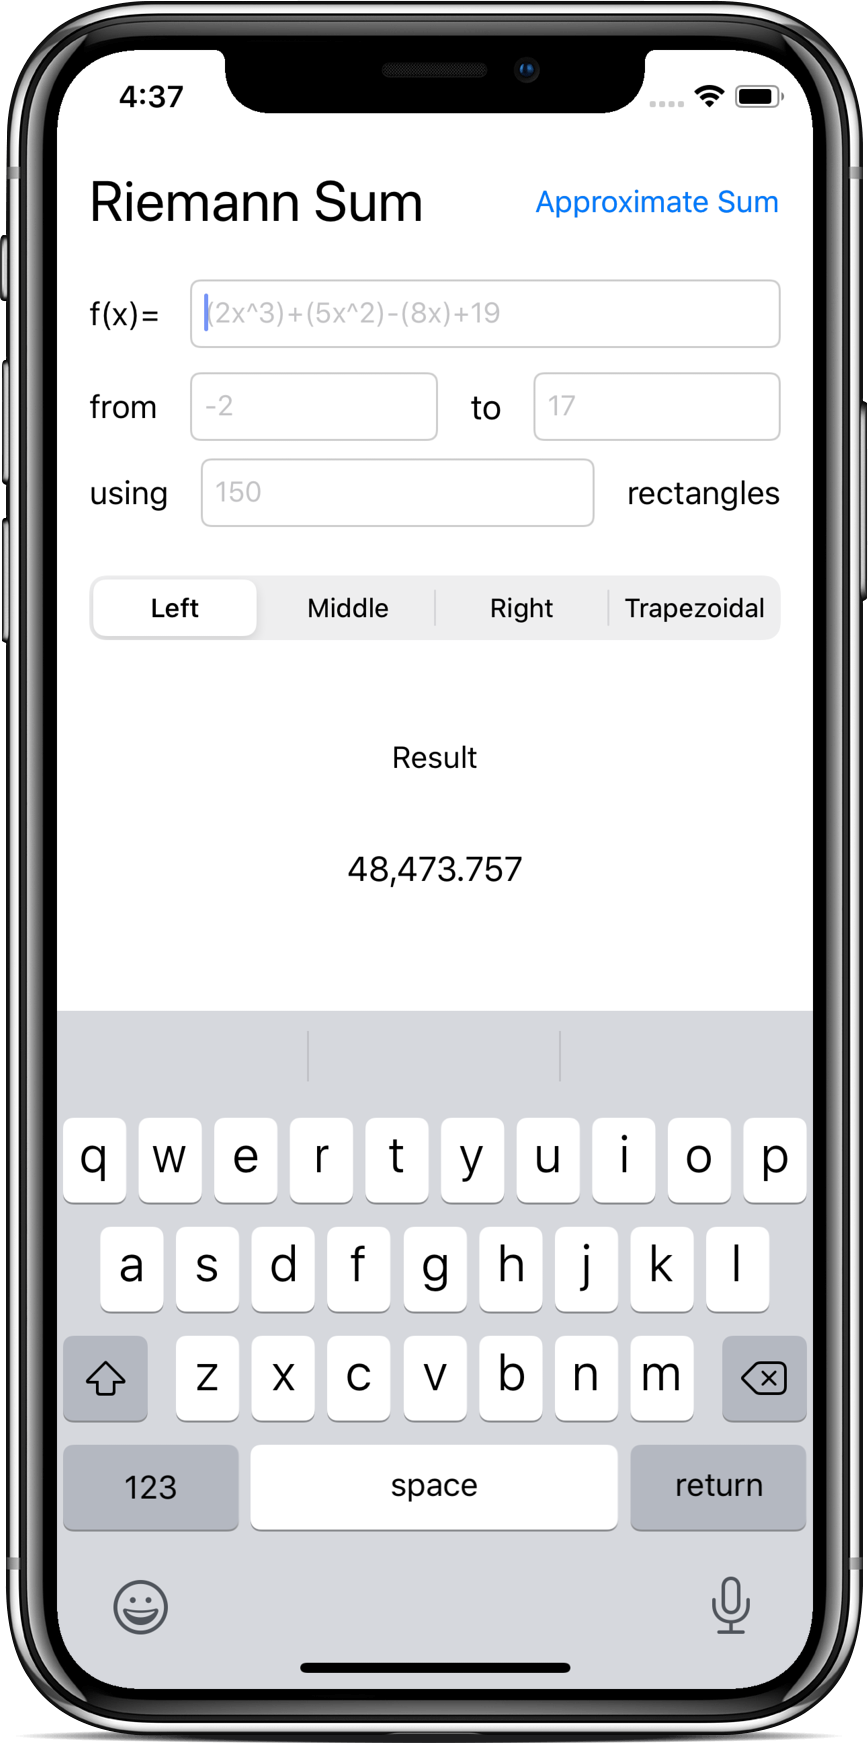 4:37
Riemann Sum Approximate Sum
f(x)= (2x^3)+(5x^2)-(8x)+19
from -2 to 17
using 150 rectangles
Left Middle Right Trapezoidal
Result
48,473.757
q w e r t y u i o p
a s d f g h j k l
z x c v b n m
123 space return